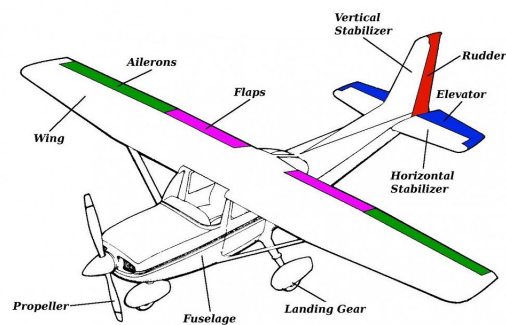 Vertical
Stabilizer
Rudder
Ailerons
Elevator
Flaps
Wing
Horizontal
Stabilizer
Propeller
Fuselage
Landing Gear